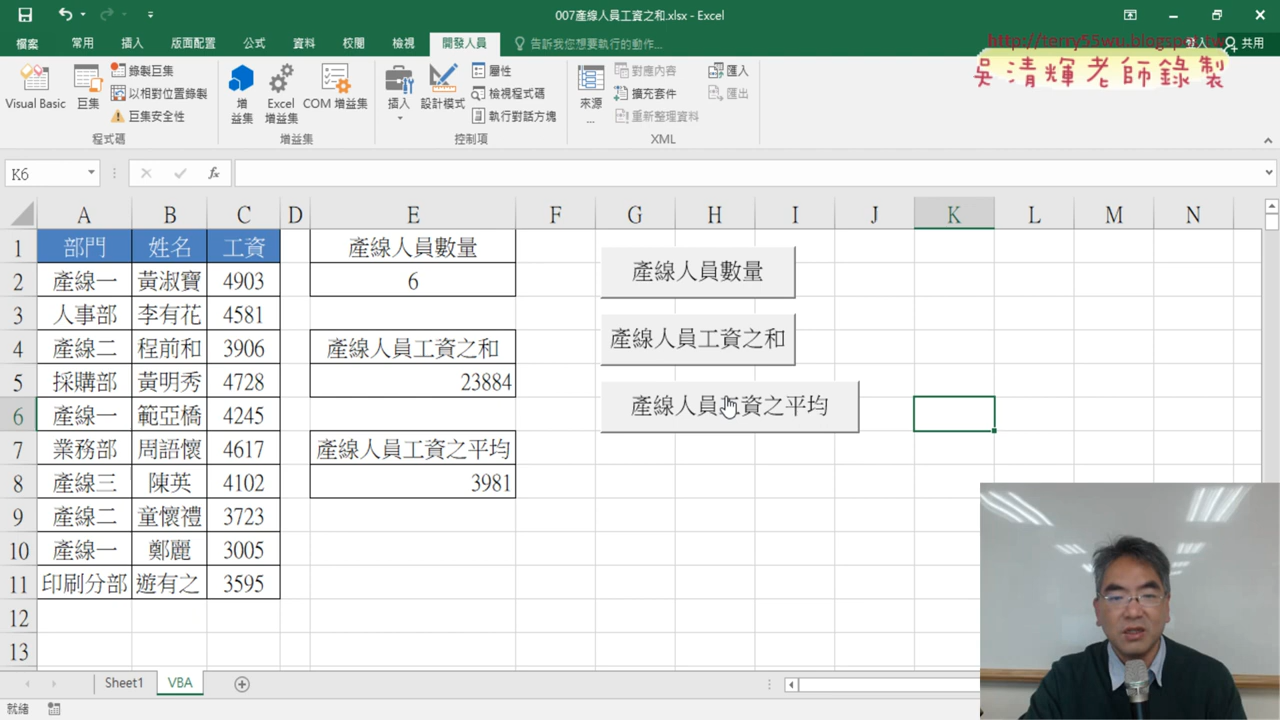 007產線人員工資之和.xlsx - Excel
檔案 常用 插入 版面配置 公式 資料 校閱 檢視 開發人員 告訴我您想要執行的動作... 共用
http://terry55wu.blogspot.tw
吳清輝老師錄製
Visual Basic 巨集 錄製巨集 以相對位置錄製 巨集安全性
增益集 Excel 增益集 COM 增益集
插入 設計模式 屬性 檢視程式碼 執行對話方塊
來源... 對應內容 擴充套件 重新整理資料 匯入 匯出
程式碼 增益集 控制項 XML
K6 fx
A B C D E F G H I J K L M N
1 部門 姓名 工資 產線人員數量
2 產線一 黃淑寶 4903 6 產線人員數量
3 人事部 李有花 4581
4 產線二 程前和 3906 產線人員工資之和 產線人員工資之和
5 採購部 黃明秀 4728 23884
6 產線一 範亞橋 4245 產線人員工資之平均
7 業務部 周語懷 4617 產線人員工資之平均
8 產線三 陳英 4102 3981
9 產線二 童懷禮 3723
10 產線一 鄭麗 3005
11 印刷分部 遊有之 3595
12
13
Sheet1 VBA
就緒